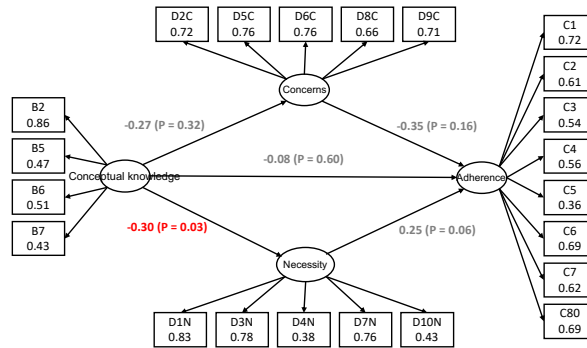 D2C
0.72
D5C
0.76
D6C
0.76
D8C
0.66
D9C
0.71
C1
0.72
C2
0.61
C3
0.54
C4
0.56
C5
0.36
C6
0.69
C7
0.62
C80
0.69
Concerns
B2
0.86
B5
0.47
B6
0.51
B7
0.43
-0.27 (P = 0.32)
-0.35 (P = 0.16)
-0.08 (P = 0.60)
Conceptual knowledge
Adherence
-0.30 (P = 0.03)
0.25 (P = 0.06)
Necessity
D1N
0.83
D3N
0.78
D4N
0.38
D7N
0.76
D10N
0.43